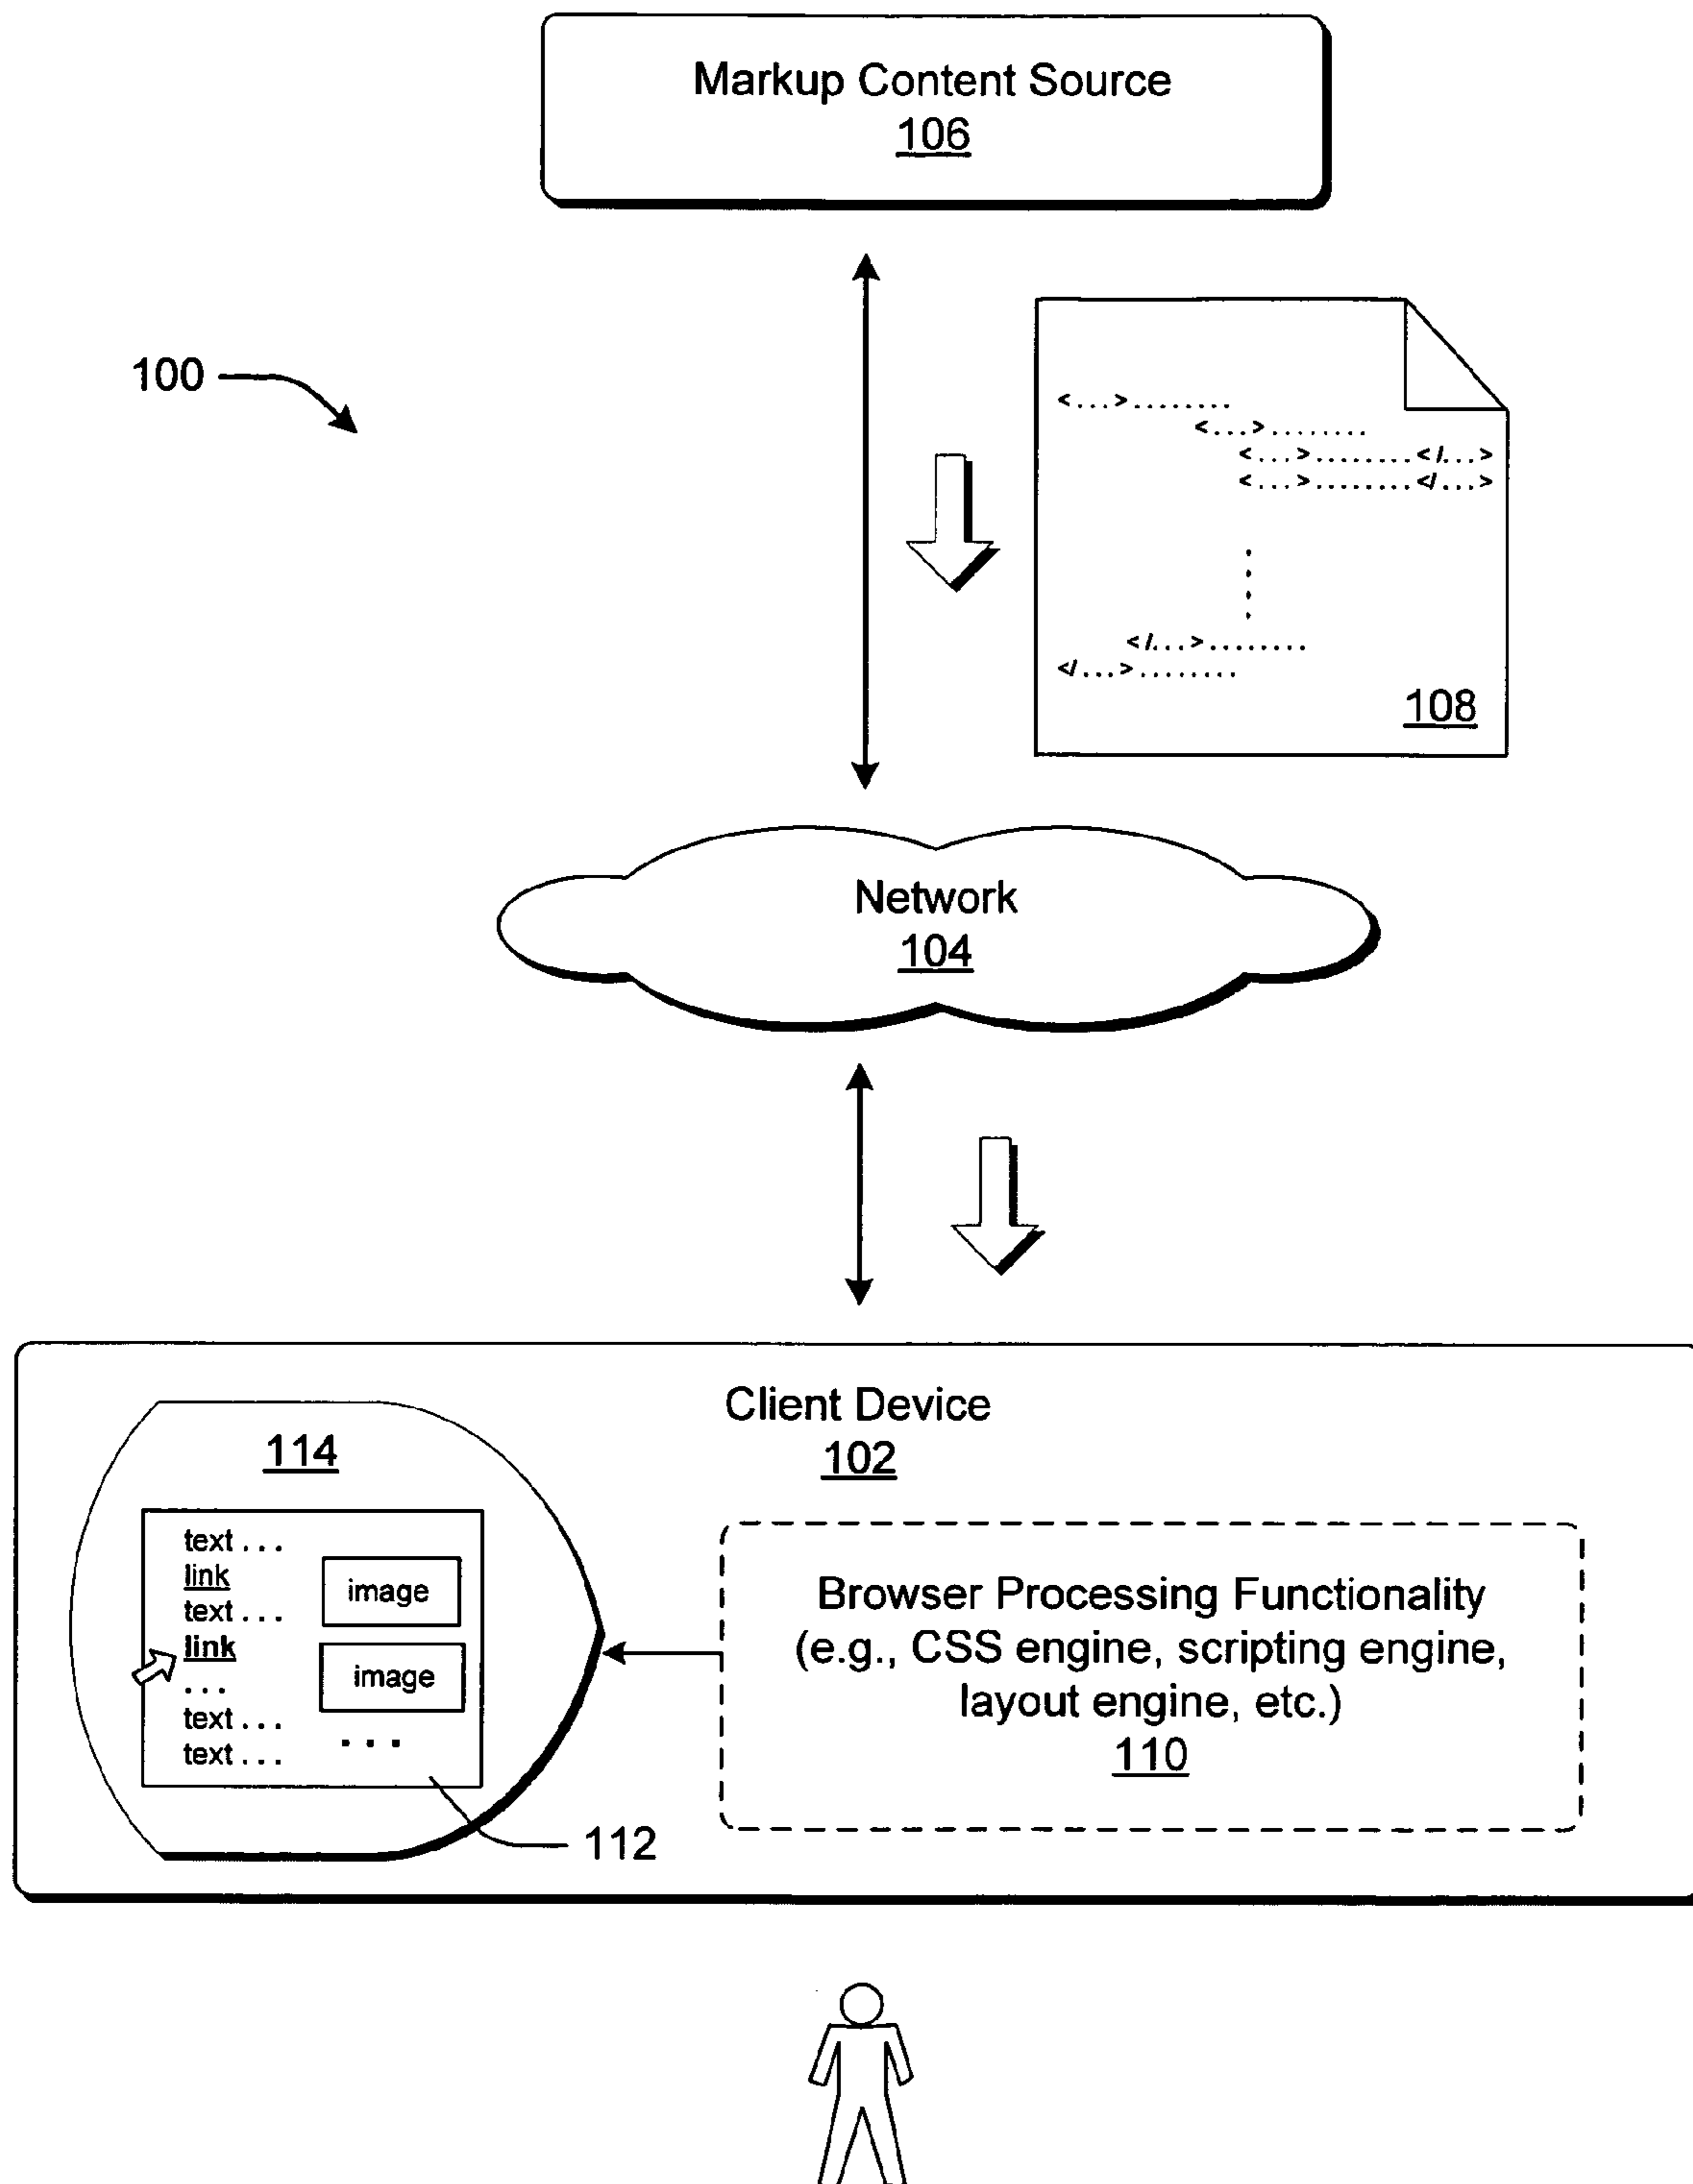 Markup Content Source
106
100
<...>........
<...>........
<...>........</...>
<...>........</...>
</...>........
</...>........
108
Network
104
Client Device
102
114
text ...
link
text ...
link
...
text ...
text ...
image
image
...
112
Browser Processing Functionality
(e.g., CSS engine, scripting engine,
layout engine, etc.)
110